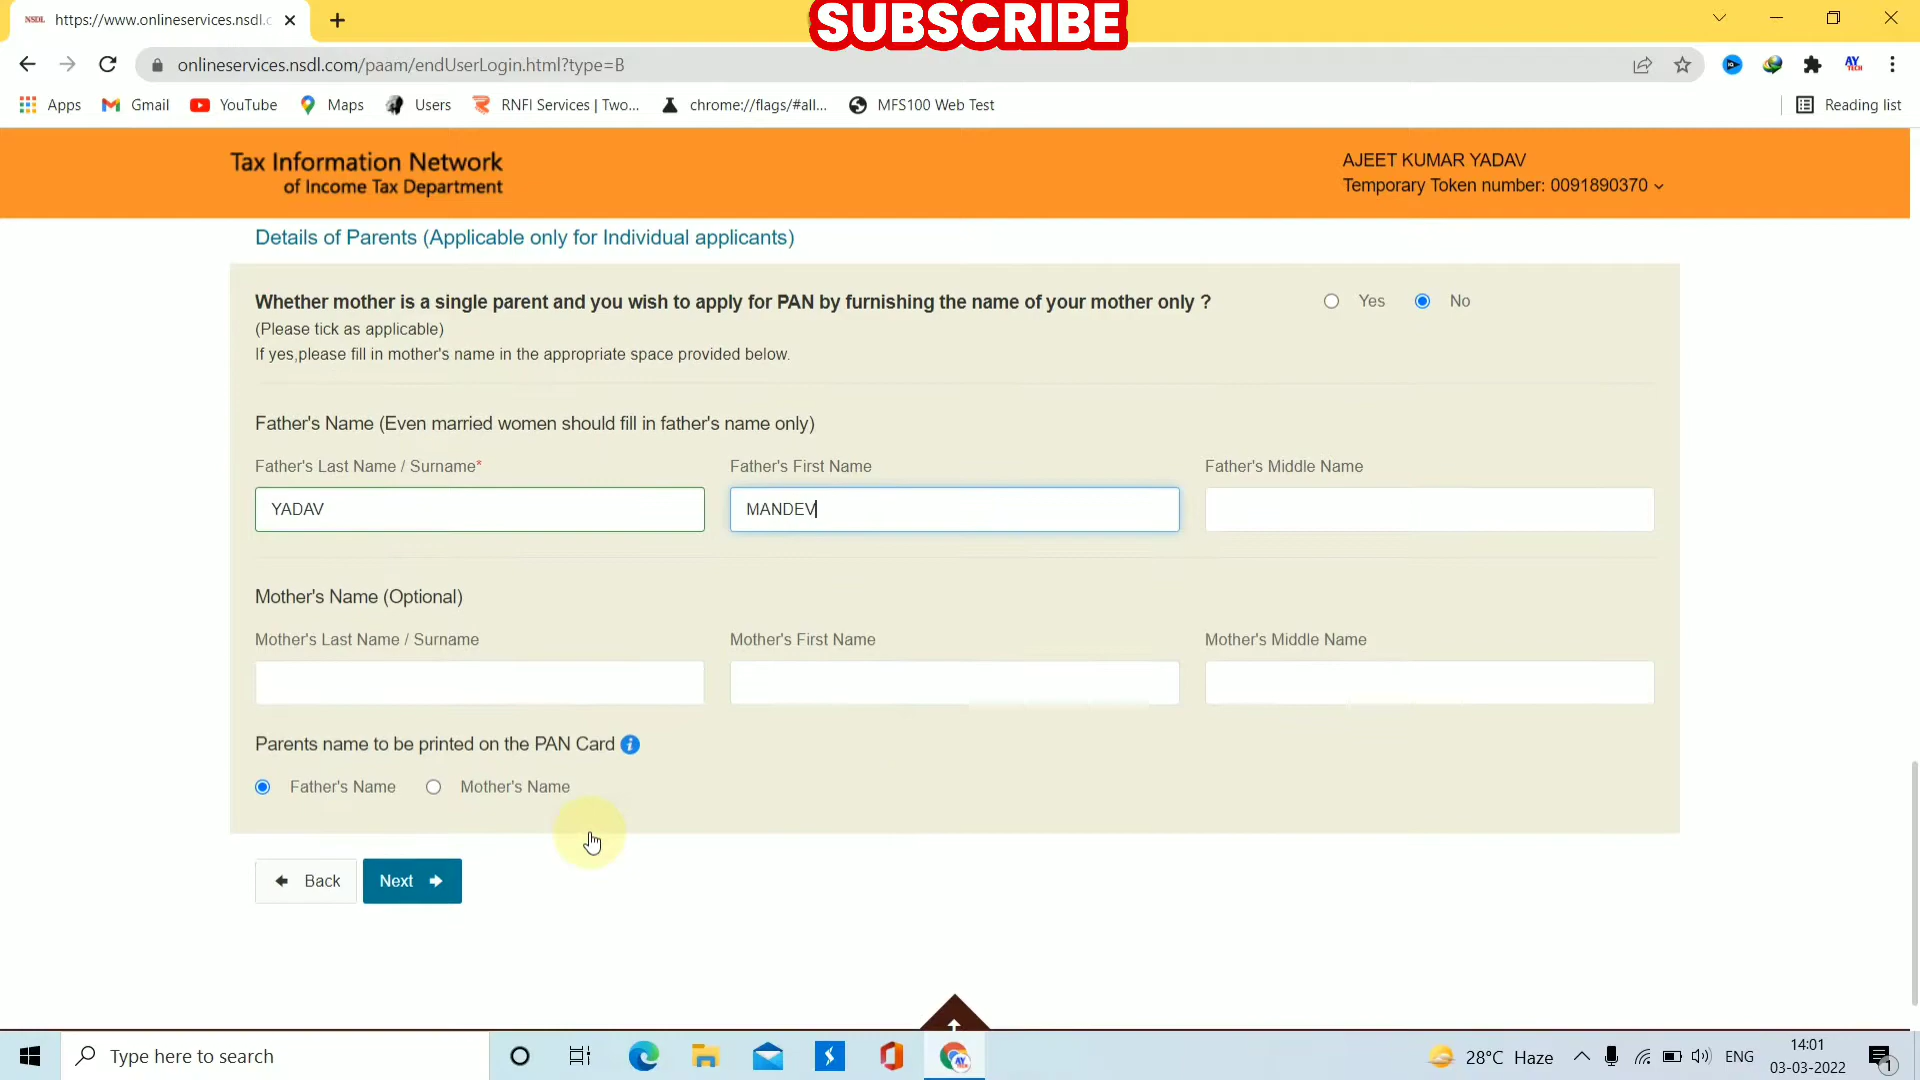 NSDL https://www.onlineservices.nsdl.c
SUBSCRIBE
onlineservices.nsdl.com/paam/endUserLogin.html?type=B
Apps Gmail YouTube Maps Users RNFI Services | Two... chrome://flags/#all... MFS100 Web Test Reading list
Tax Information Network
of Income Tax Department
AJEET KUMAR YADAV
Temporary Token number: 0091890370
Details of Parents (Applicable only for Individual applicants)
Whether mother is a single parent and you wish to apply for PAN by furnishing the name of your mother only ? Yes No
(Please tick as applicable)
If yes,please fill in mother's name in the appropriate space provided below.
Father's Name (Even married women should fill in father's name only)
Father's Last Name / Surname* Father's First Name Father's Middle Name
YADAV MANDEV
Mother's Name (Optional)
Mother's Last Name / Surname Mother's First Name Mother's Middle Name
Parents name to be printed on the PAN Card i
Father's Name Mother's Name
Back Next
Type here to search
28°C Haze ENG
14:01
03-03-2022
1